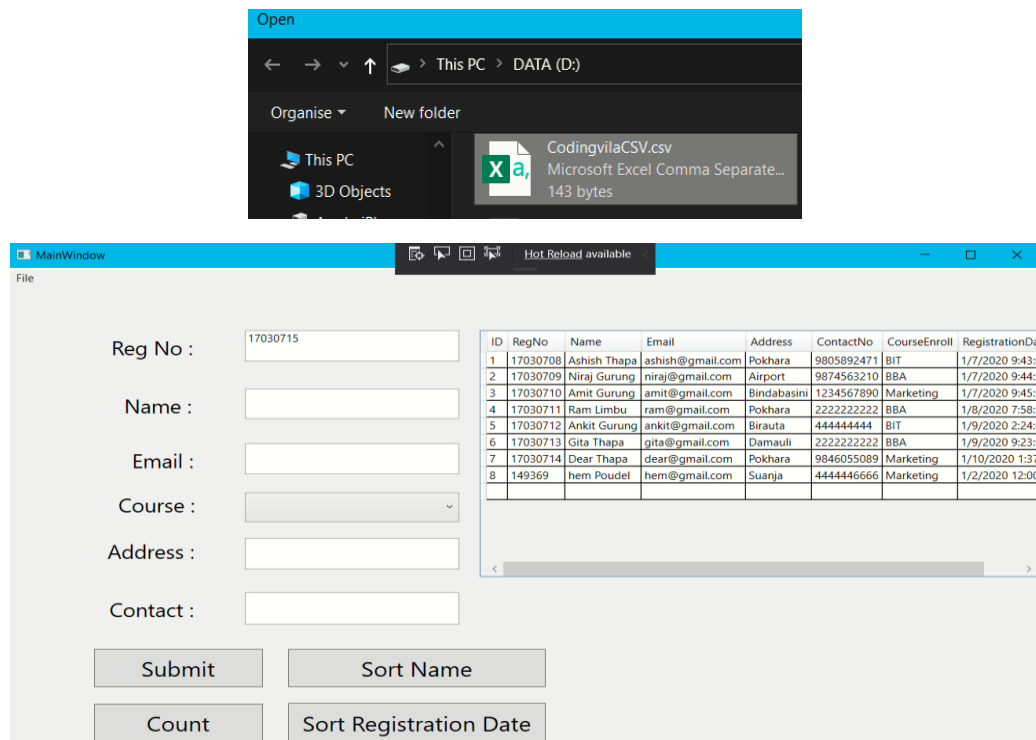 Open
This PC > DATA (D:)
Organise New folder
This PC
3D Objects
CodingvilaCSV.csv
Microsoft Excel Comma Separate...
143 bytes
MainWindow
Hot Reload available
File
Reg No : 17030715
Name :
Email :
Course :
Address :
Contact :
Submit Sort Name
Count Sort Registration Date
ID RegNo Name Email Address ContactNo CourseEnroll RegistrationDa
1 17030708 Ashish Thapa ashish@gmail.com Pokhara 9805892471 BIT 1/7/2020 9:43:
2 17030709 Niraj Gurung niraj@gmail.com Airport 9874563210 BBA 1/7/2020 9:44:
3 17030710 Amit Gurung amit@gmail.com Bindabasini 1234567890 Marketing 1/7/2020 9:45:
4 17030711 Ram Limbu ram@gmail.com Pokhara 2222222222 BBA 1/8/2020 7:58:
5 17030712 Ankit Gurung ankit@gmail.com Birauta 444444444 BIT 1/9/2020 2:24:
6 17030713 Gita Thapa gita@gmail.com Damauli 2222222222 BBA 1/9/2020 9:23:
7 17030714 Dear Thapa dear@gmail.com Pokhara 9846055089 Marketing 1/10/2020 1:37
8 149369 hem Poudel hem@gmail.com Suanja 4444446666 Marketing 1/2/2020 12:00